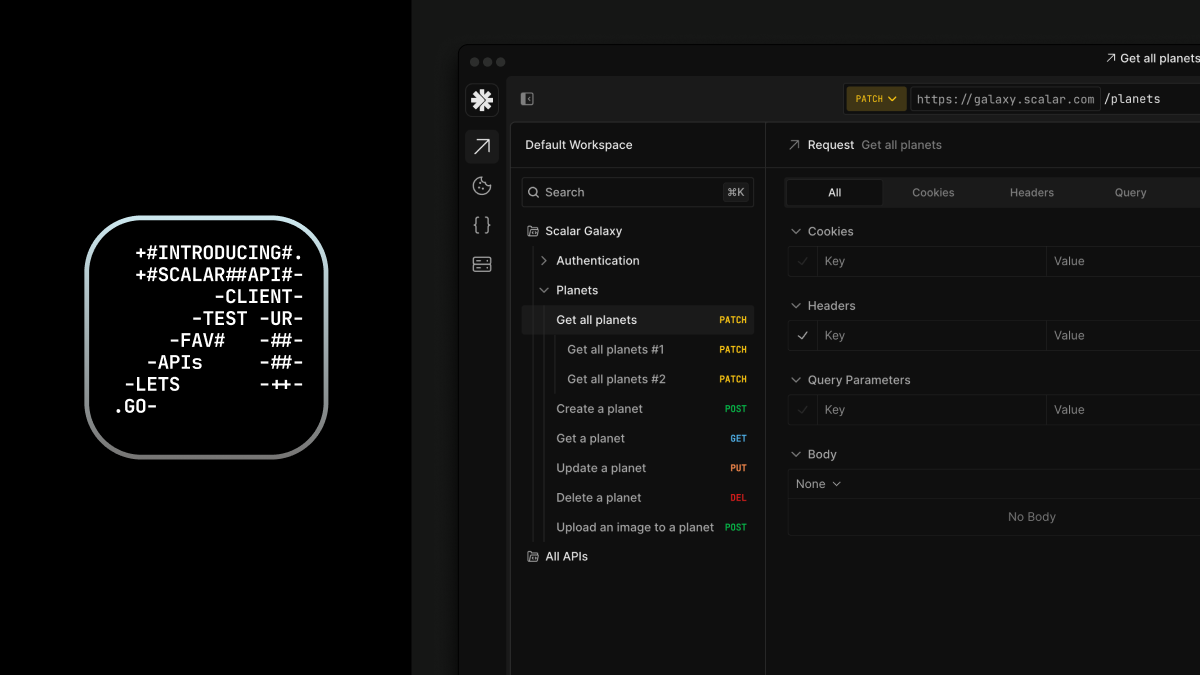 +#INTRODUCING#.
+#SCALAR##API#-
-CLIENT-
-TEST -UR-
-FAV# -##-
-APIs -##-
-LETS -++-
.GO-
Get all planets
PATCH https://galaxy.scalar.com /planets
Default Workspace
Search ⌘K
Scalar Galaxy
Authentication
Planets
Get all planets PATCH
Get all planets #1 PATCH
Get all planets #2 PATCH
Create a planet POST
Get a planet GET
Update a planet PUT
Delete a planet DEL
Upload an image to a planet POST
All APIs
Request Get all planets
All Cookies Headers Query
Cookies
Key Value
Headers
Key Value
Query Parameters
Key Value
Body
None
No Body